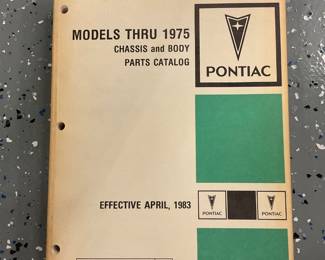 MODELS THRU 1975
CHASSIS and BODY
PARTS CATALOG
PONTIAC
EFFECTIVE APRIL, 1983
PONTIAC
PONTIAC